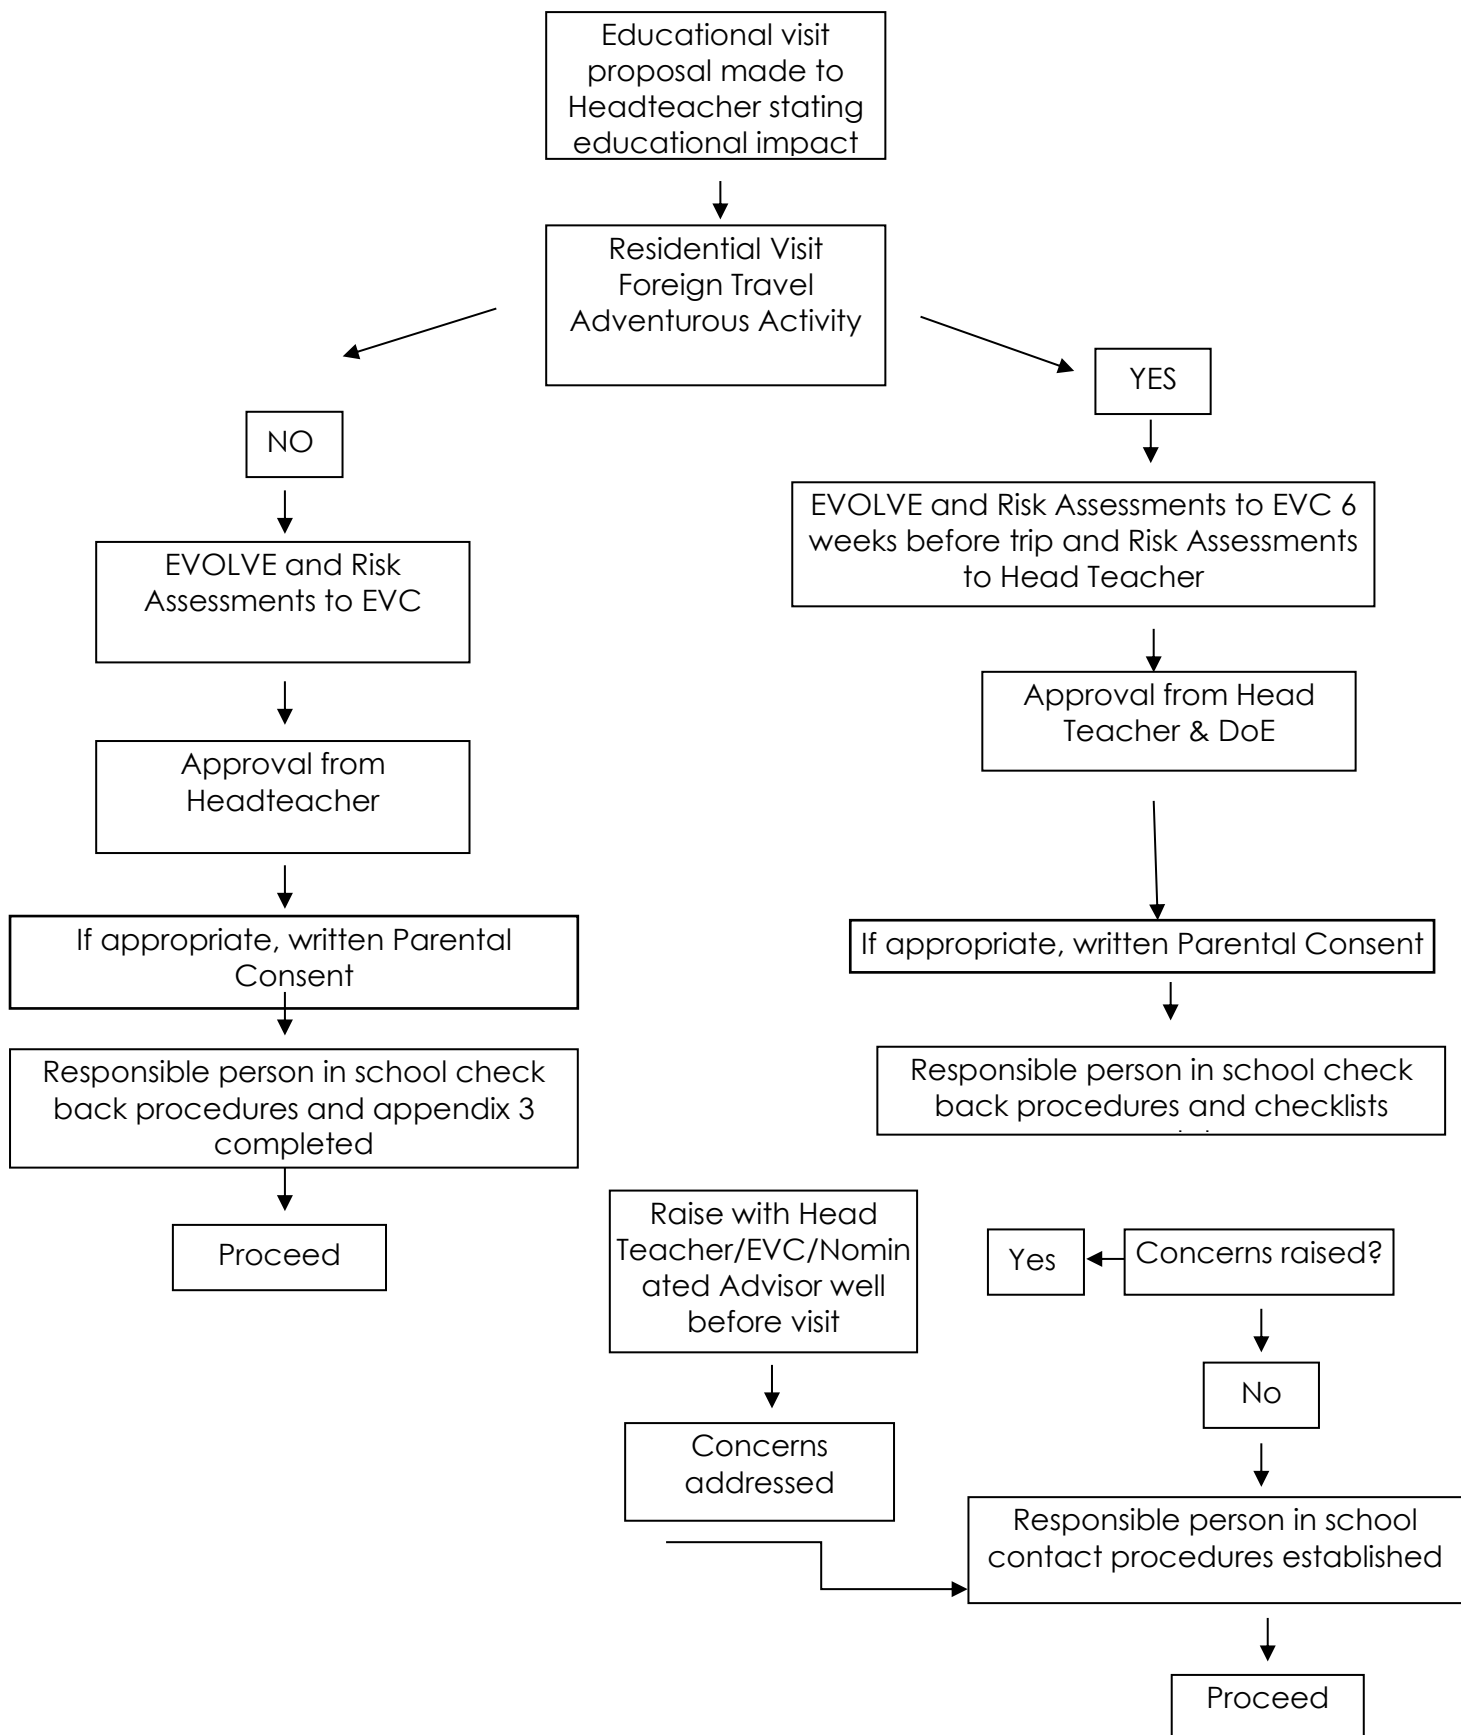 Educational visit
proposal made to
Headteacher stating
educational impact
Residential Visit
Foreign Travel
Adventurous Activity
NO
EVOLVE and Risk
Assessments to EVC
Approval from
Headteacher
If appropriate, written Parental
Consent
Responsible person in school check
back procedures and appendix 3
completed
Proceed
YES
EVOLVE and Risk Assessments to EVC 6
weeks before trip and Risk Assessments
to Head Teacher
Approval from Head
Teacher & DoE
If appropriate, written Parental Consent
Responsible person in school check
back procedures and checklists
Concerns raised?
Yes
Raise with Head
Teacher/EVC/Nomin
ated Advisor well
before visit
Concerns
addressed
No
Responsible person in school
contact procedures established
Proceed